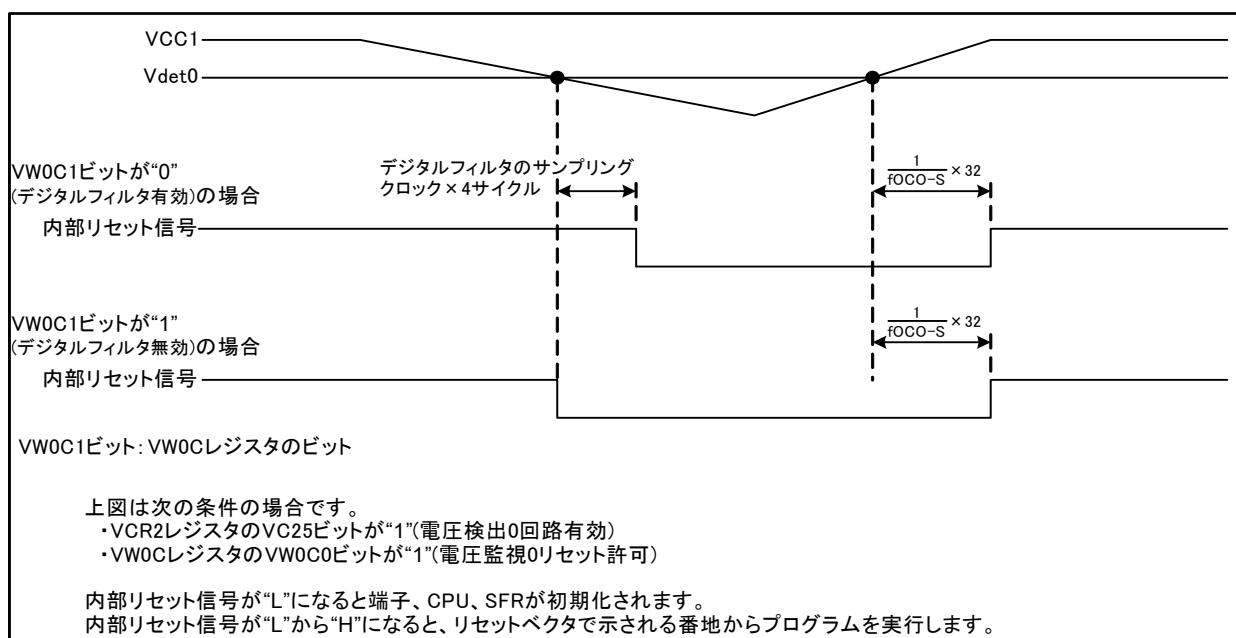 VCC1
Vdet0
VW0C1ビットが“0”
(デジタルフィルタ有効)の場合
デジタルフィルタのサンプリング
クロック×4サイクル
1
fOCO-S
×32
内部リセット信号
VW0C1ビットが“1”
(デジタルフィルタ無効)の場合
1
fOCO-S
×32
内部リセット信号
VW0C1ビット：VW0Cレジスタのビット
上図は次の条件の場合です。
・VCR2レジスタのVC25ビットが“1”(電圧検出0回路有効)
・VW0CレジスタのVW0C0ビットが“1”(電圧監視0リセット許可)
内部リセット信号が“L”になると端子、CPU、SFRが初期化されます。
内部リセット信号が“L”から“H”になると、リセットベクタで示される番地からプログラムを実行します。